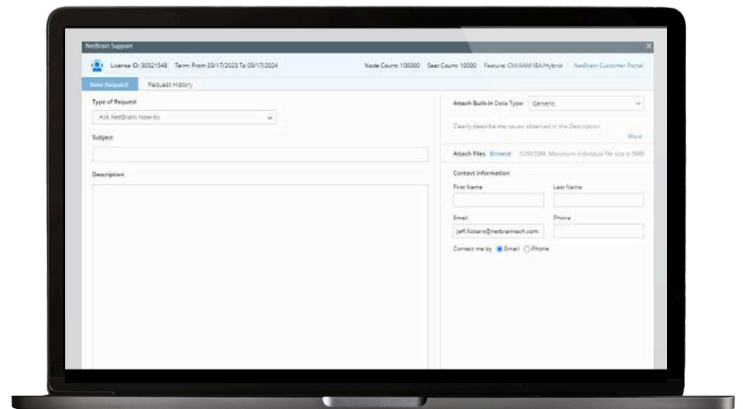 NetBrain Support
License ID: 30321548 Term: From 03/17/2023 To 03/17/2024 Node Count: 100000 Seat Count: 10000 Feature: CM/AAM/IBA/Hybrid NetBrain Customer Portal
New Request Request History
Type of Request
Ask NetBrain How-to
Subject
Description
Attach Built-in Data Type: Generic
Clearly describe the issues observed in the Description.
More
Attach Files: Browse Maximum individual file size is 5MB
Contact Information
First Name Last Name
Email Phone
Jeff.Notaro@netbraintech.com
Contact me by Email Phone